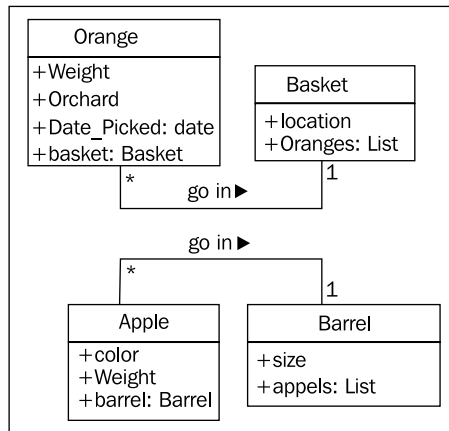 Orange
+Weight
+Orchard
+Date_Picked: date
+basket: Basket
Basket
+location
+Oranges: List
*
go in ▶
1
go in ▶
*
1
Apple
+color
+Weight
+barrel: Barrel
Barrel
+size
+appels: List